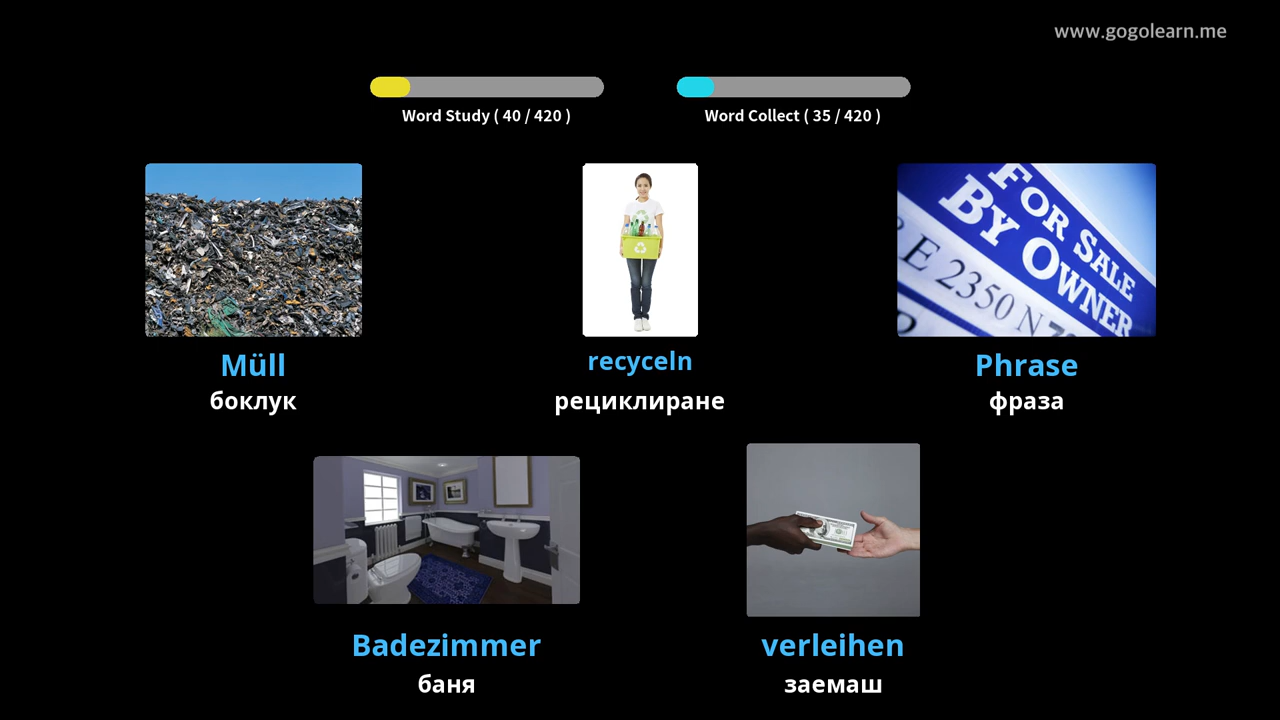 www.gogolearn.me
Word Study ( 40 / 420 )
Word Collect ( 35 / 420 )
FOR SALE
BY OWNER
E 2350 N
Müll
recyceln
Phrase
боклук
рециклиране
фраза
Badezimmer
verleihen
баня
заемаш